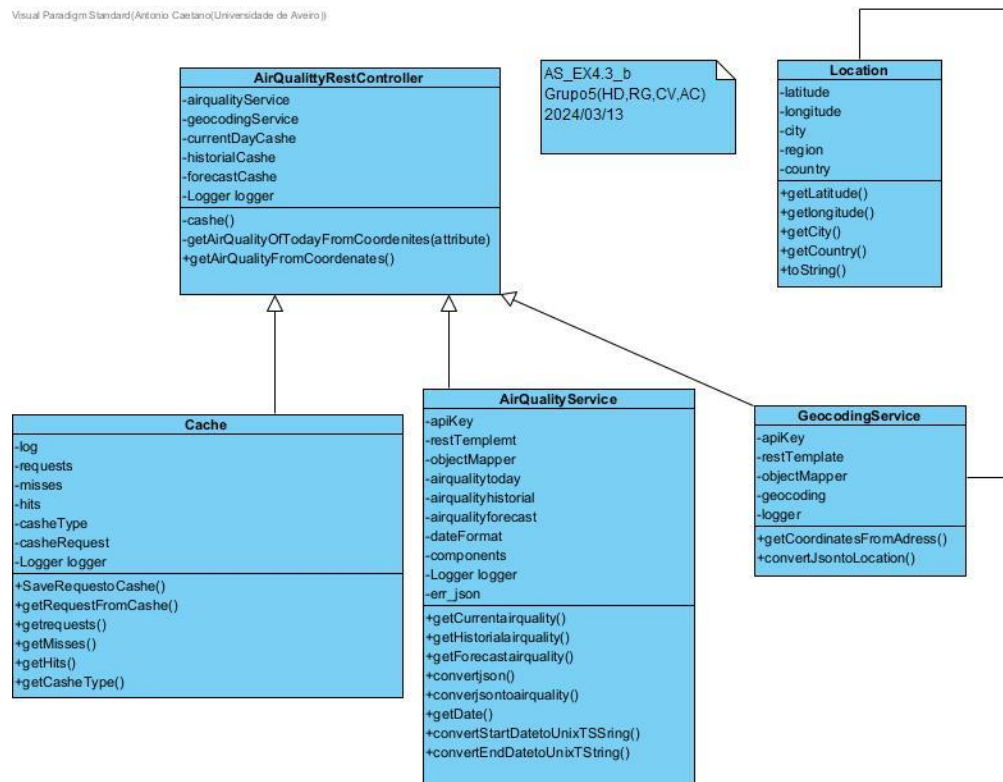 Visual Paradigm Standard(Antonio Caetano(Universidade de Aveiro))
AirQualittyRestController
-airqualityService
-geocodingService
-currentDayCashe
-historialCashe
-forecastCashe
-Logger logger
-cashe()
-getAirQualityOfTodayFromCoordenites(attribute)
+getAirQualityFromCoordenates()
AS_EX4.3_b
Grupo5(HD,RG,CV,AC)
2024/03/13
Location
-latitude
-longitude
-city
-region
-country
+getLatitude()
+getlongitude()
+getCity()
+getCountry()
+toString()
Cache
-log
-requests
-misses
-hits
-casheType
-casheRequest
-Logger logger
+SaveRequestoCashe()
+getRequestFromCashe()
+getrequests()
+getMisses()
+getHits()
+getCasheType()
AirQualityService
-apiKey
-restTemplemt
-objectMapper
-airqualitytoday
-airqualityhistorial
-airqualityforecast
-dateFormat
-components
-Logger logger
-err_json
+getCurrentairquality()
+getHistorialairquality()
+getForecastairquality()
+convertjson()
+converjsontoairquality()
+getDate()
+convertStartDatetoUnixTSSring()
+convertEndDatetoUnixTString()
GeocodingService
-apiKey
-restTemplate
-objectMapper
-geocoding
-logger
+getCoordinatesFromAdress()
+convertJsontoLocation()